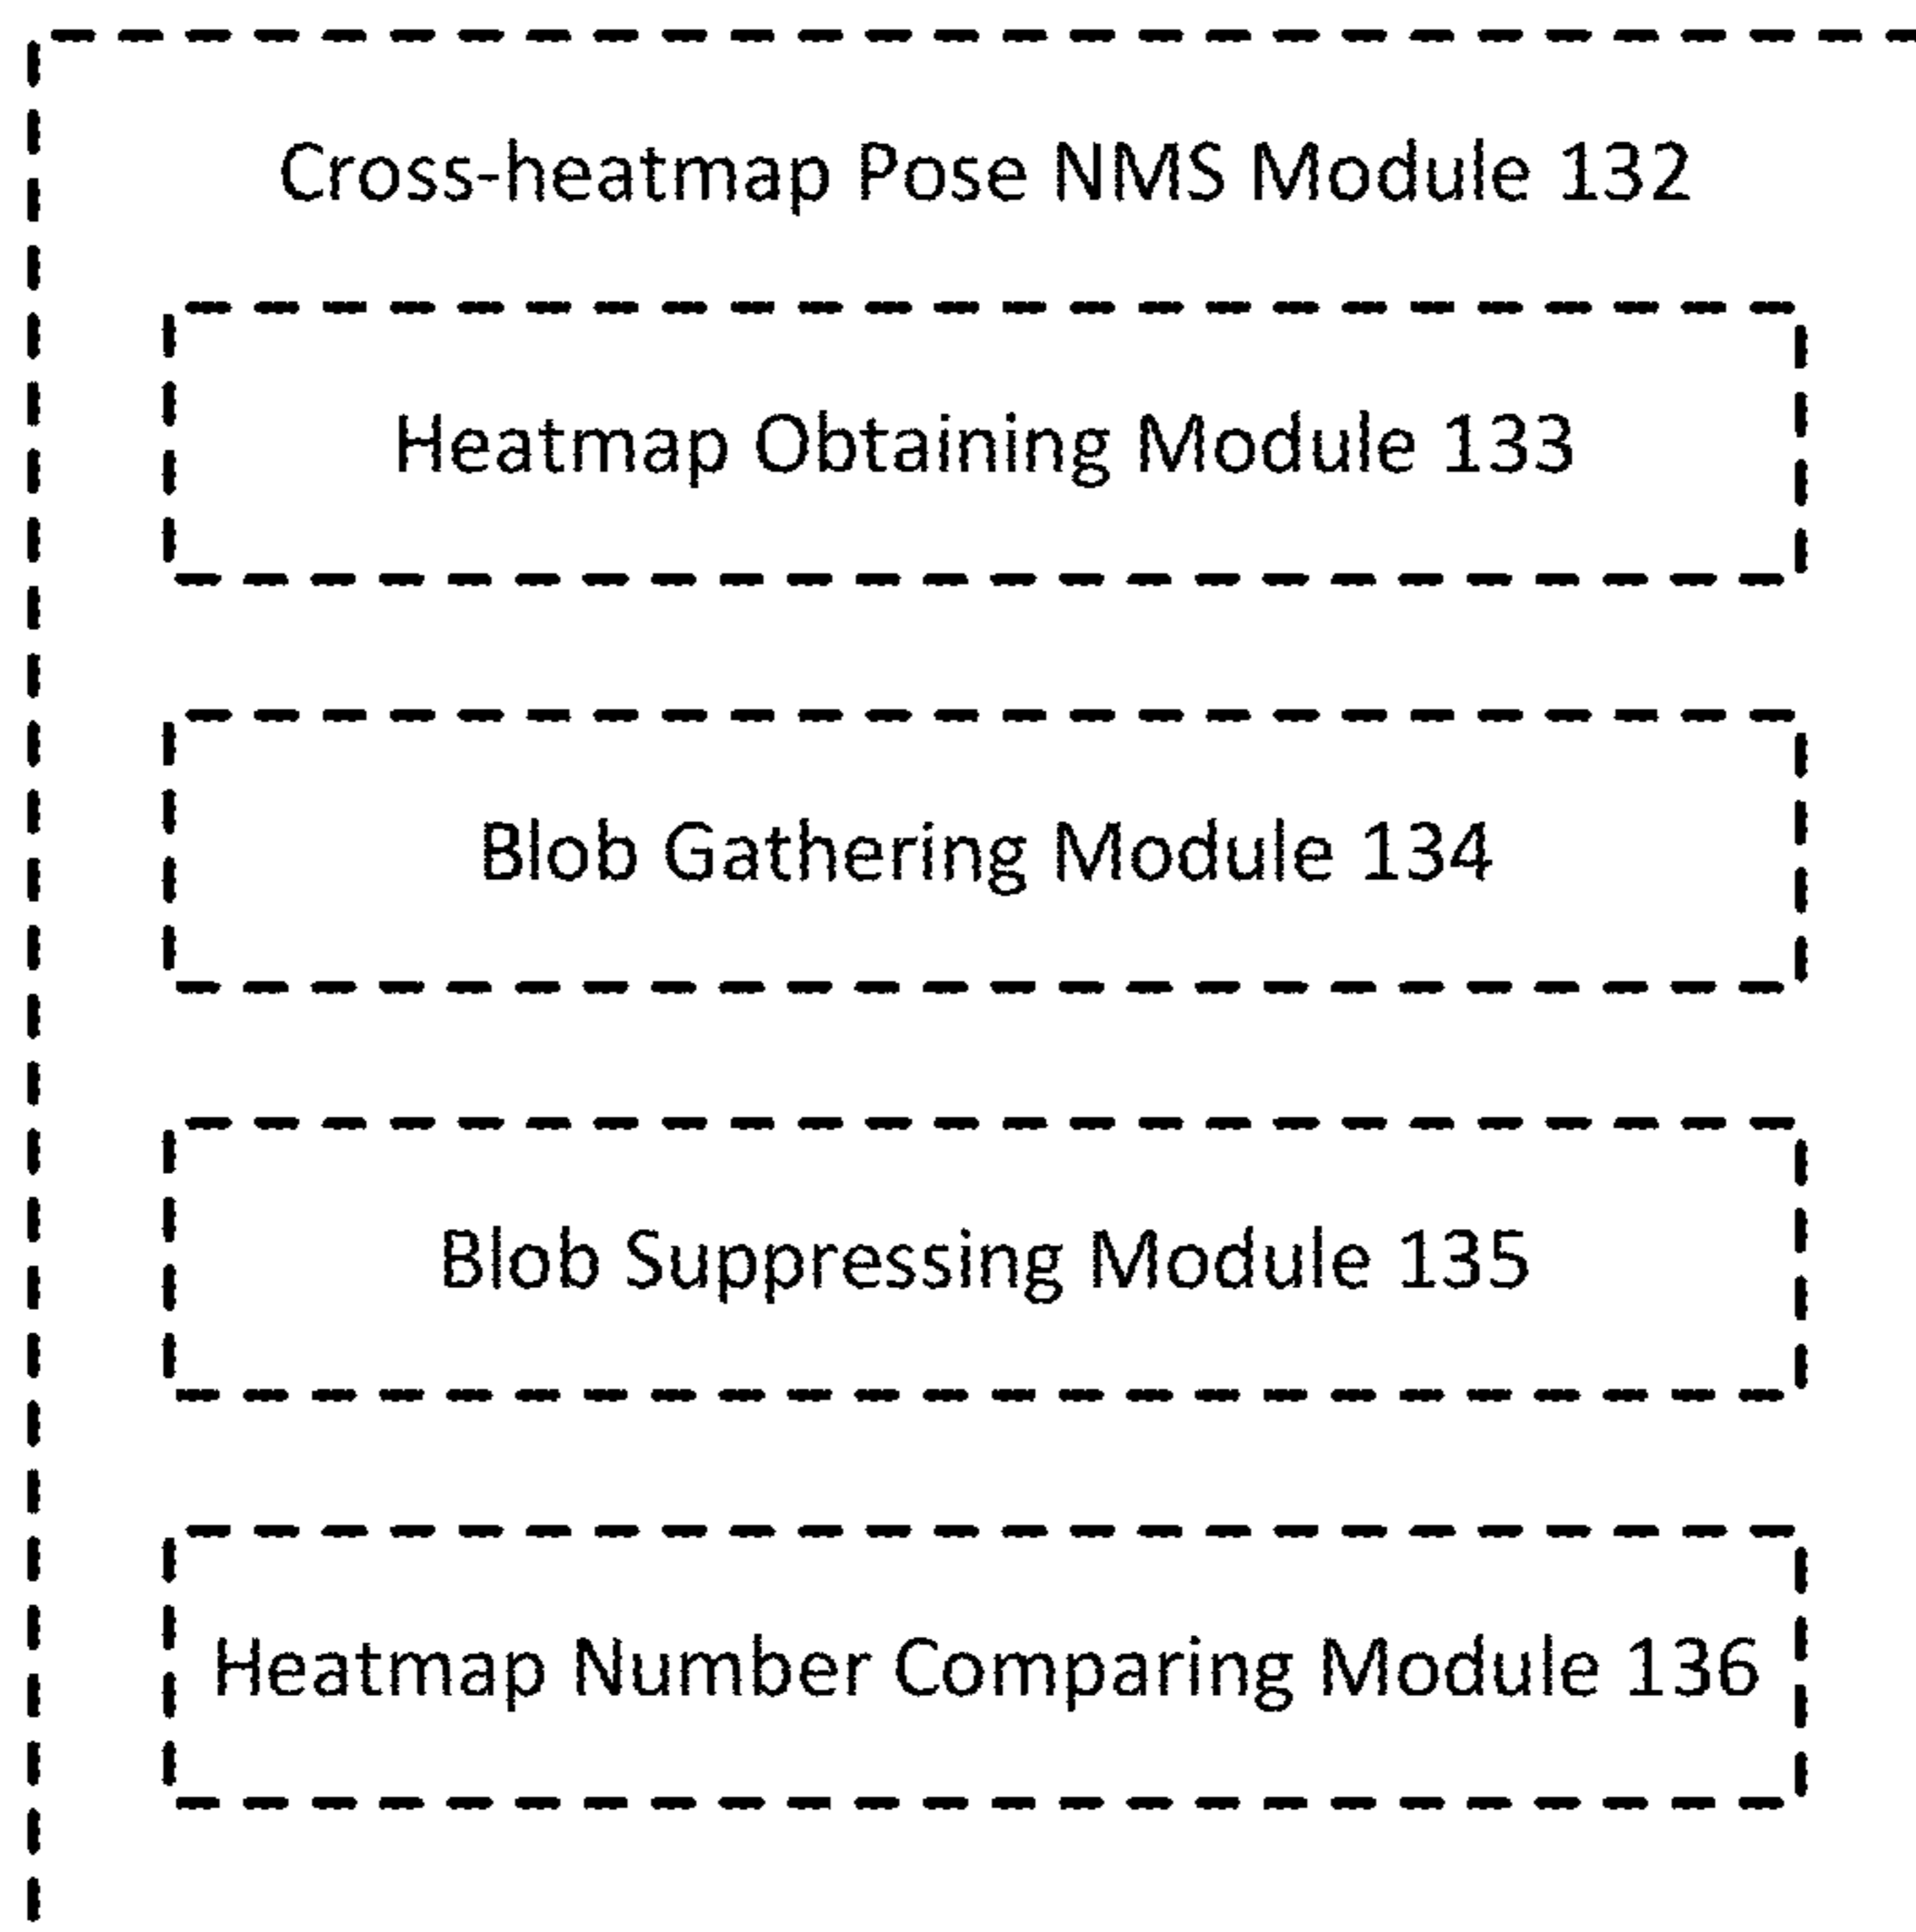 Cross-heatmap Pose NMS Module 132
Heatmap Obtaining Module 133
Blob Gathering Module 134
Blob Suppressing Module 135
Heatmap Number Comparing Module 136